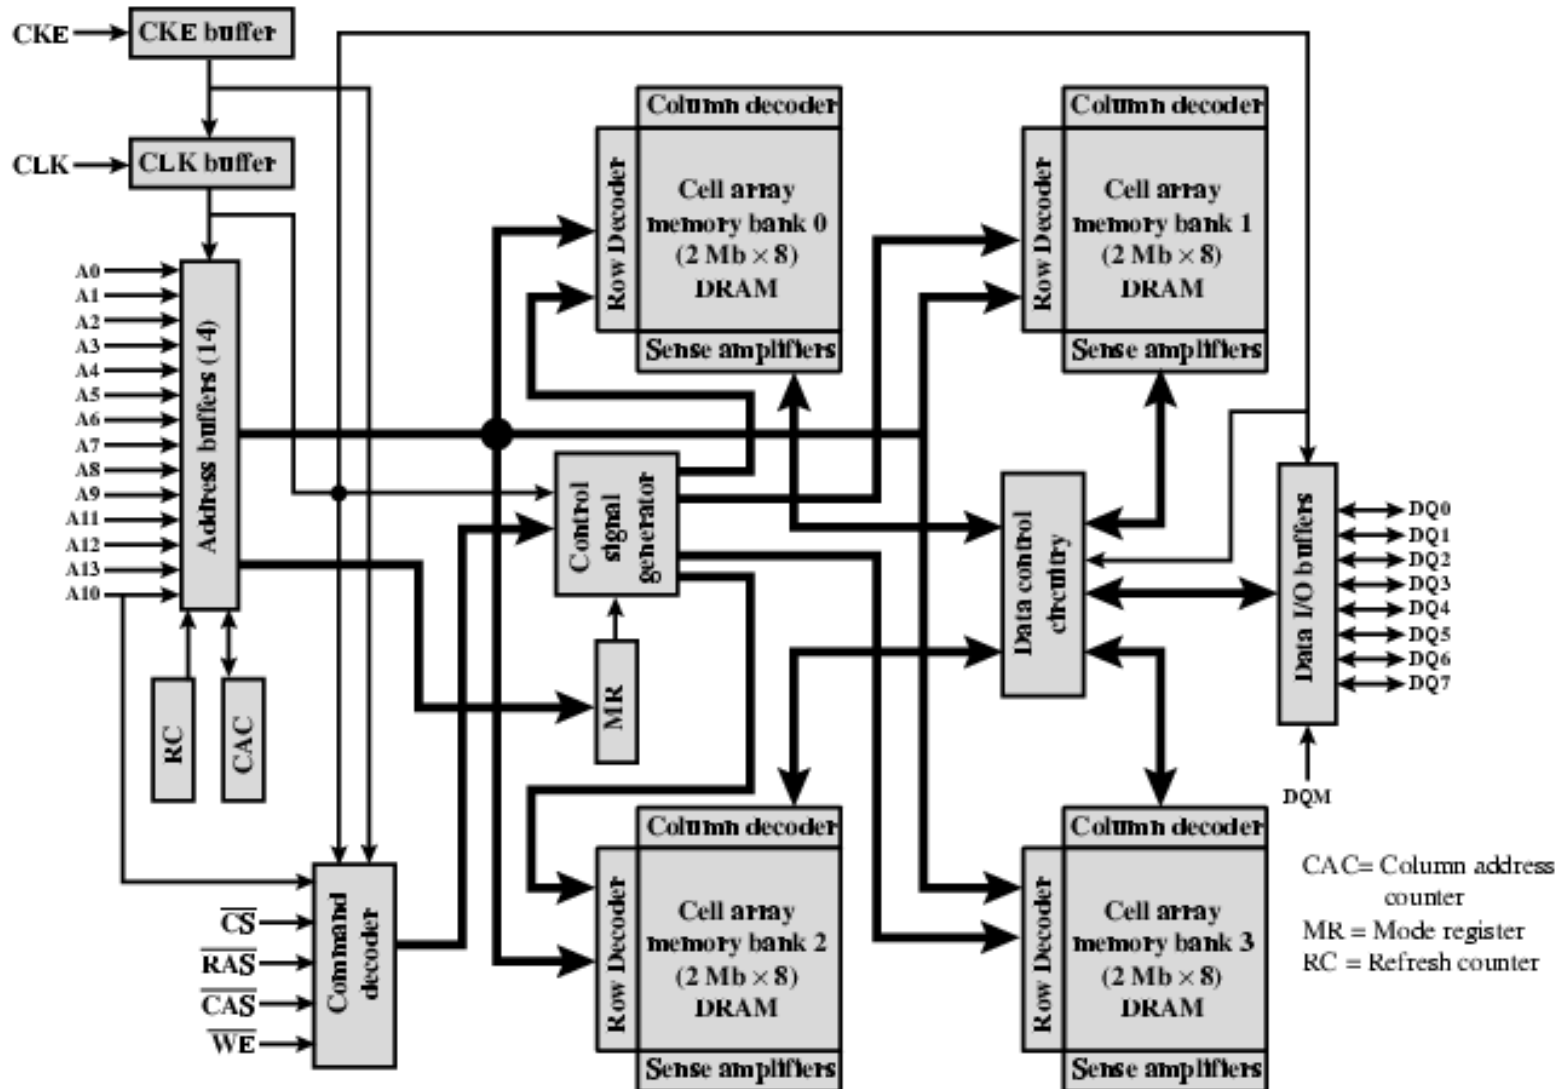 CKE
CKE buffer
CLK
CLK buffer
A0
A1
A2
A3
A4
A5
A6
A7
A8
A9
A11
A12
A13
A10
Address buffers (14)
RC
CAC
CS
RAS
CAS
WE
Command
decoder
Control
signal
generator
MR
Column decoder
Row Decoder
Cell array
memory bank 0
(2 Mb × 8)
DRAM
Sense amplifiers
Column decoder
Row Decoder
Cell array
memory bank 1
(2 Mb × 8)
DRAM
Sense amplifiers
Column decoder
Row Decoder
Cell array
memory bank 2
(2 Mb × 8)
DRAM
Sense amplifiers
Column decoder
Row Decoder
Cell array
memory bank 3
(2 Mb × 8)
DRAM
Sense amplifiers
Data control
circuitry
Data I/O buffers
DQ0
DQ1
DQ2
DQ3
DQ4
DQ5
DQ6
DQ7
DQM
CAC= Column address
counter
MR = Mode register
RC = Refresh counter